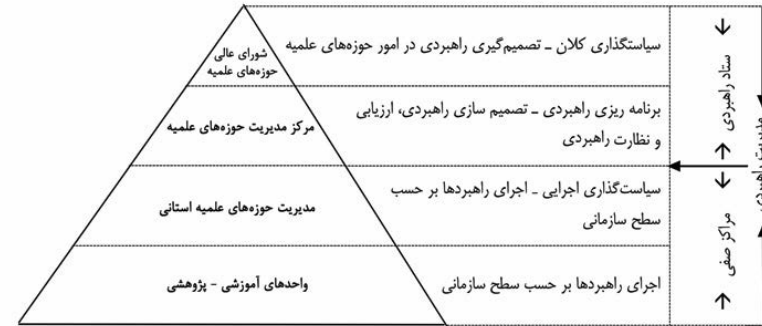 شورای عالی
حوزه‌های علمیه
سیاستگذاری کلان ـ تصمیم‌گیری راهبردی در امور حوزه‌های علمیه
مرکز مدیریت حوزه‌های علمیه
برنامه ریزی راهبردی ـ تصمیم سازی راهبردی، ارزیابی
و نظارت راهبردی
مدیریت حوزه‌های علمیه استانی
سیاست‌گذاری اجرایی ـ اجرای راهبردها بر حسب
سطح سازمانی
واحدهای آموزشی - پژوهشی
اجرای راهبردها بر حسب سطح سازمانی
ستاد راهبردی
مراکز صفی
مدیریت راهبردی